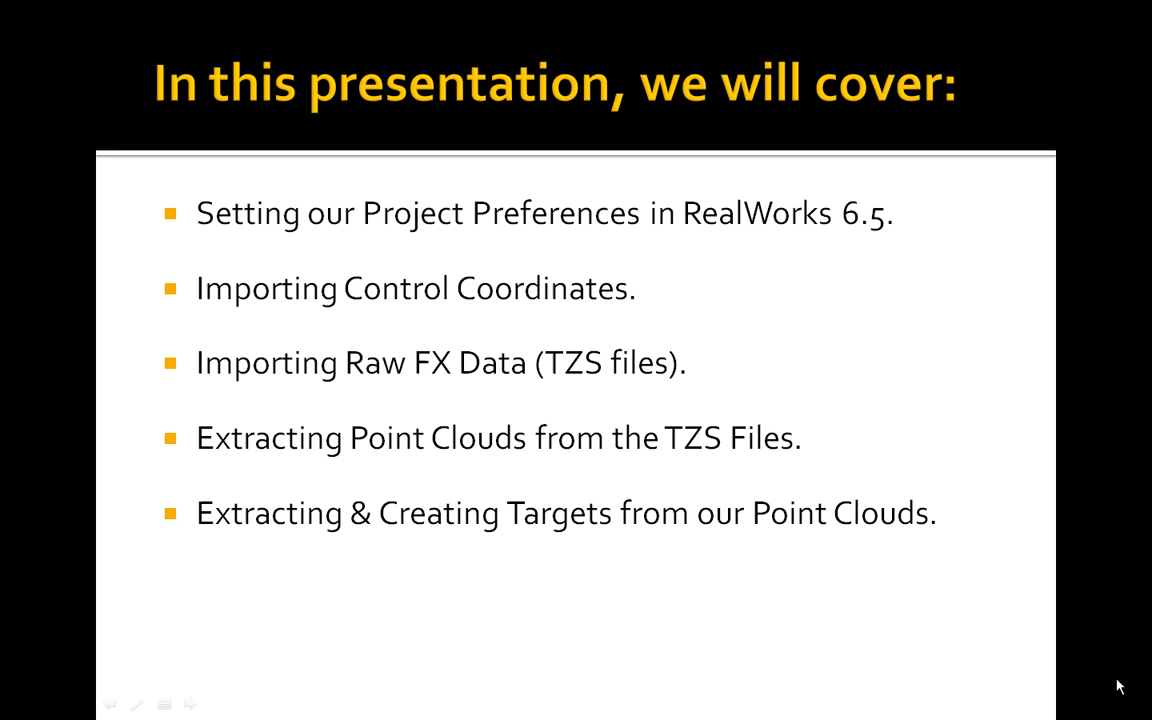 In this presentation, we will cover:
Setting our Project Preferences in RealWorks 6.5.
Importing Control Coordinates.
Importing Raw FX Data (TZS files).
Extracting Point Clouds from the TZS Files.
Extracting & Creating Targets from our Point Clouds.